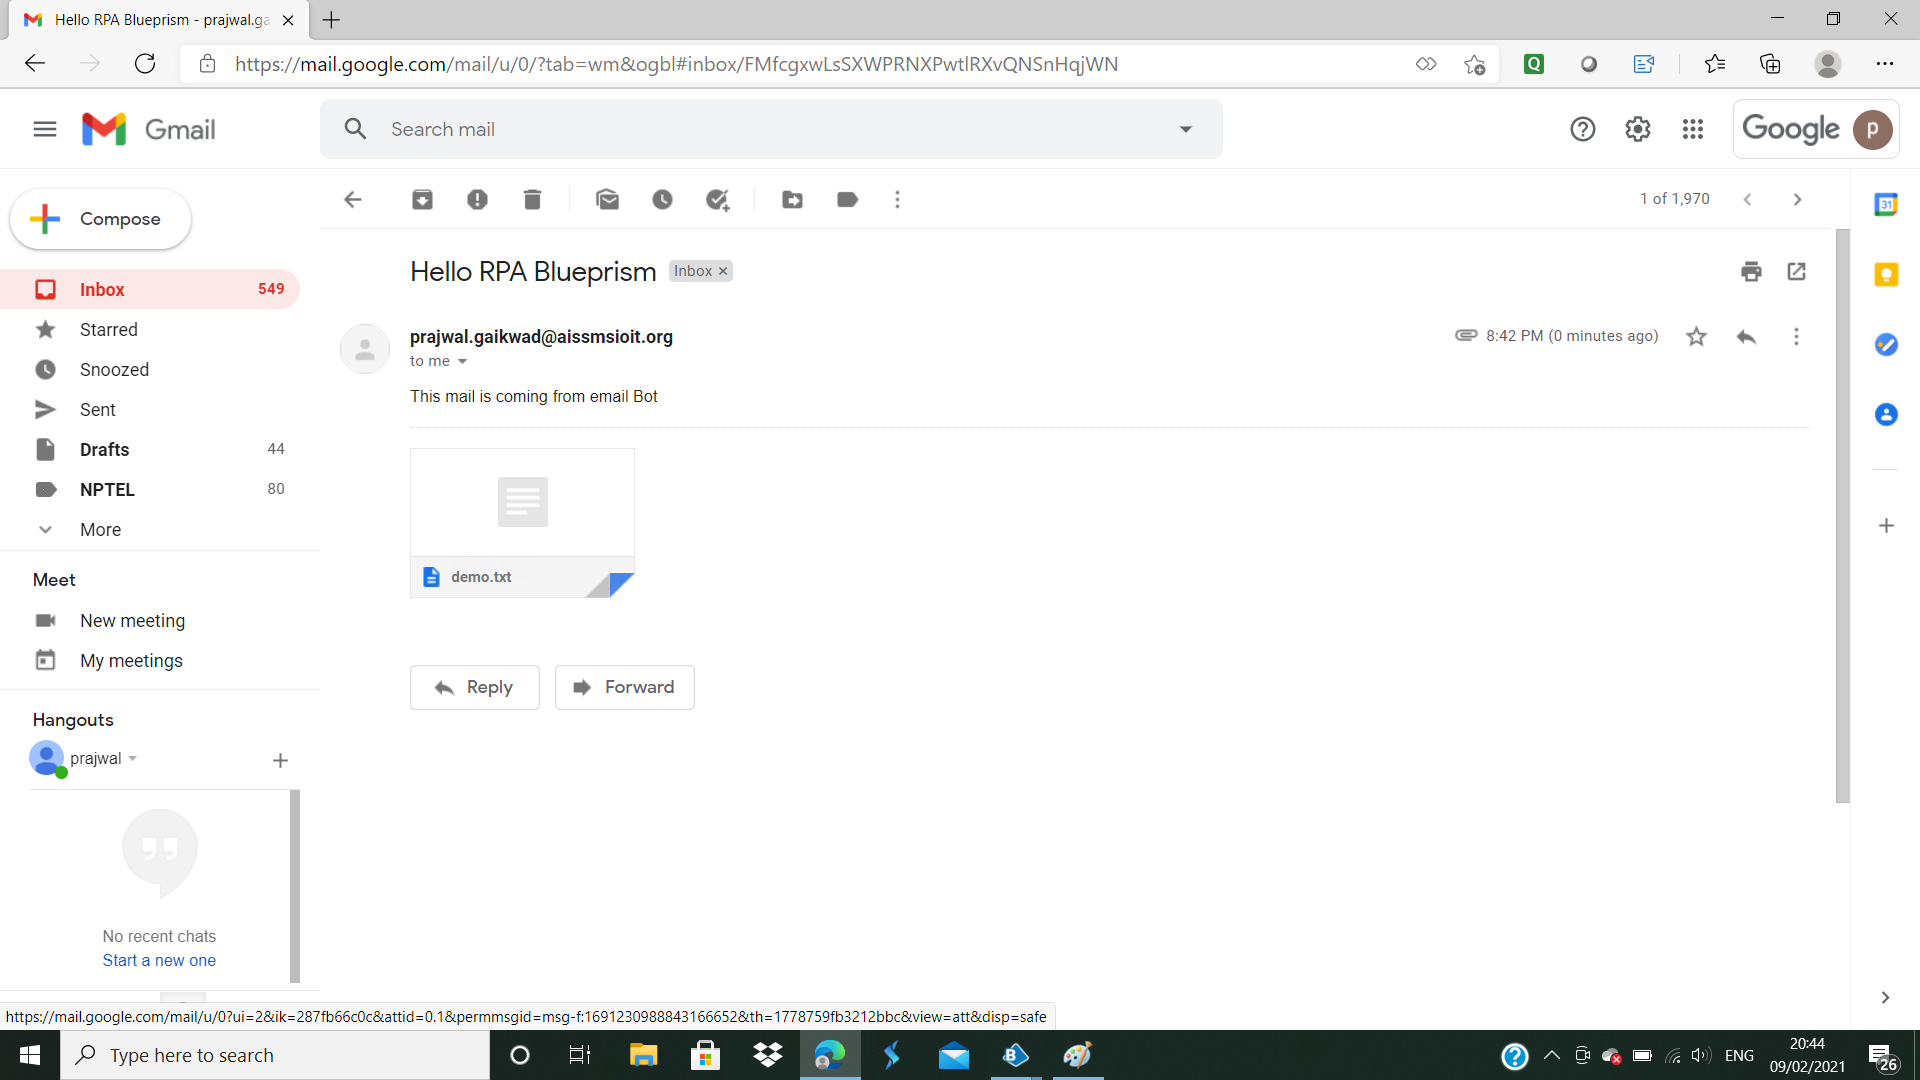 Hello RPA Blueprism - prajwal.ga
https://mail.google.com/mail/u/0/?tab=wm&ogbl#inbox/FMfcgxwLsSXWPRNXPwtlRXvQNSnHqjWN
Gmail
Search mail
Google
p
Compose
1 of 1,970
Inbox 549
Starred
Snoozed
Sent
Drafts 44
NPTEL 80
More
Meet
New meeting
My meetings
Hangouts
prajwal
No recent chats
Start a new one
Hello RPA Blueprism
Inbox
prajwal.gaikwad@aissmsioit.org
8:42 PM (0 minutes ago)
to me
This mail is coming from email Bot
demo.txt
Reply
Forward
31
https://mail.google.com/mail/u/0?ui=2&ik=287fb66c0c&attid=0.1&permmsgid=msg-f:1691230988843166652&th=1778759fb3212bbc&view=att&disp=safe
Type here to search
ENG
20:44
09/02/2021
26